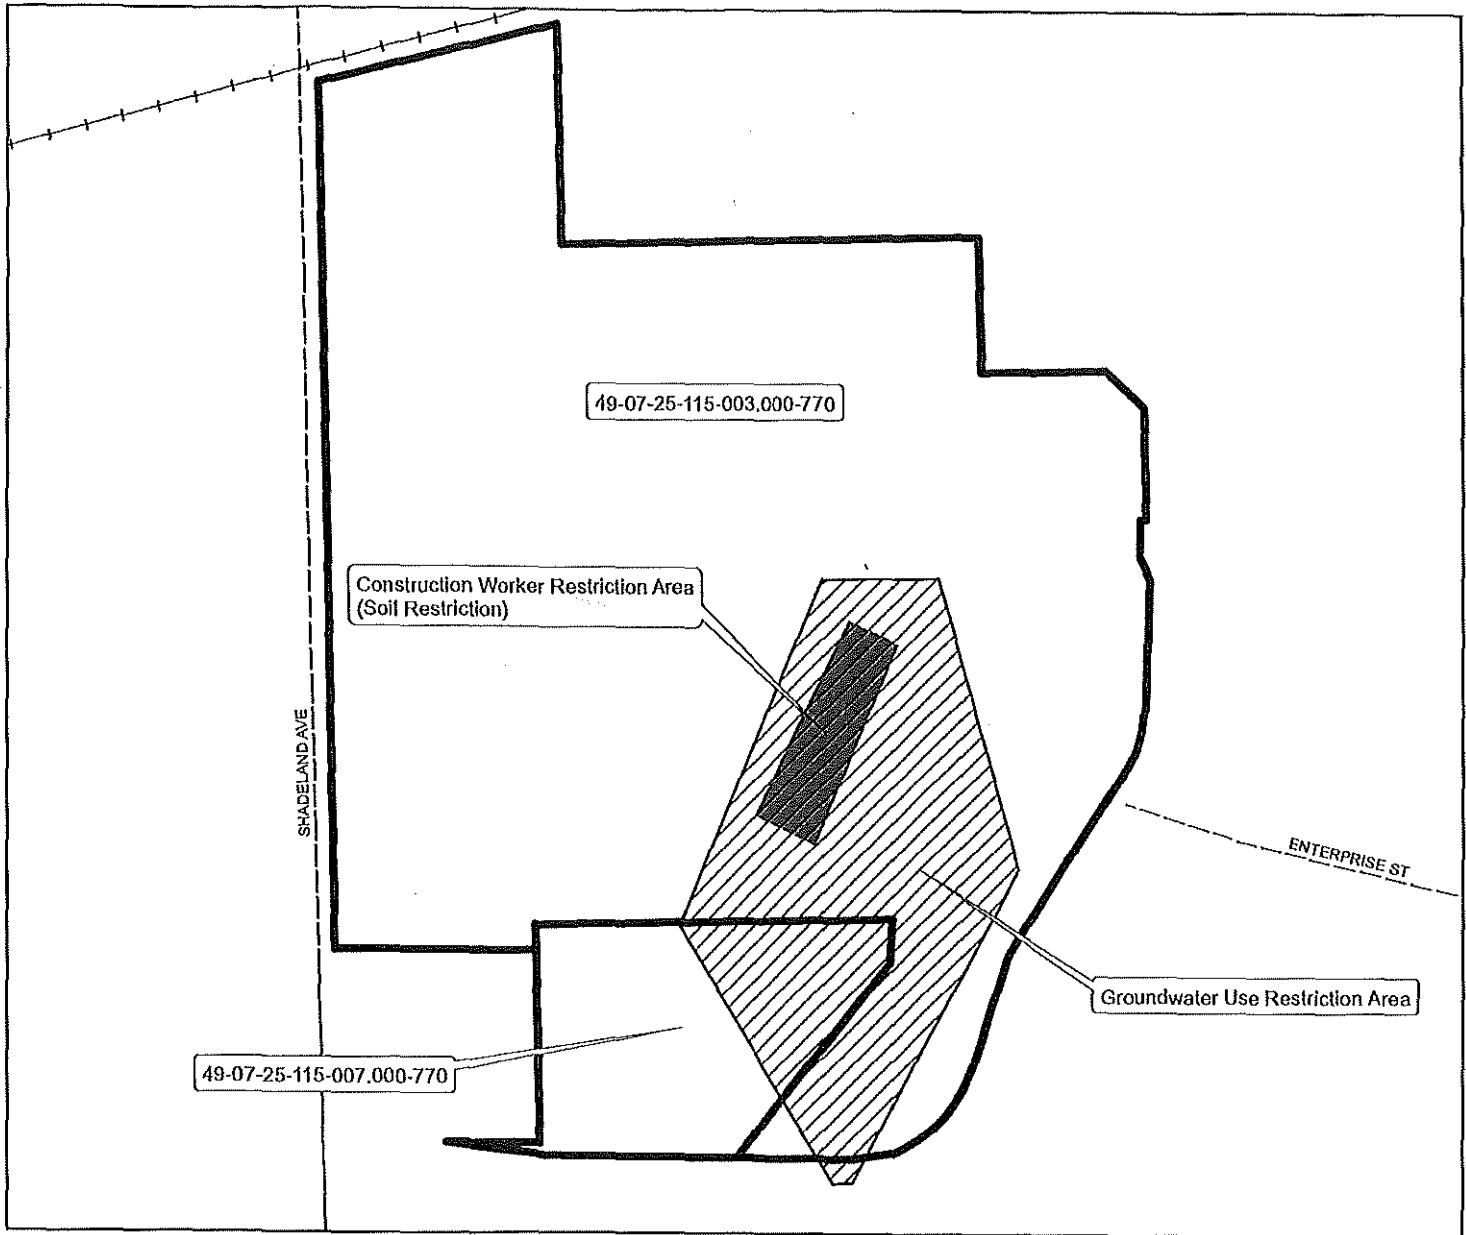 49-07-25-115-003.000-770
Construction Worker Restriction Area
(Soil Restriction)
SHADELAND AVE
ENTERPRISE ST
Groundwater Use Restriction Area
49-07-25-115-007.000-770